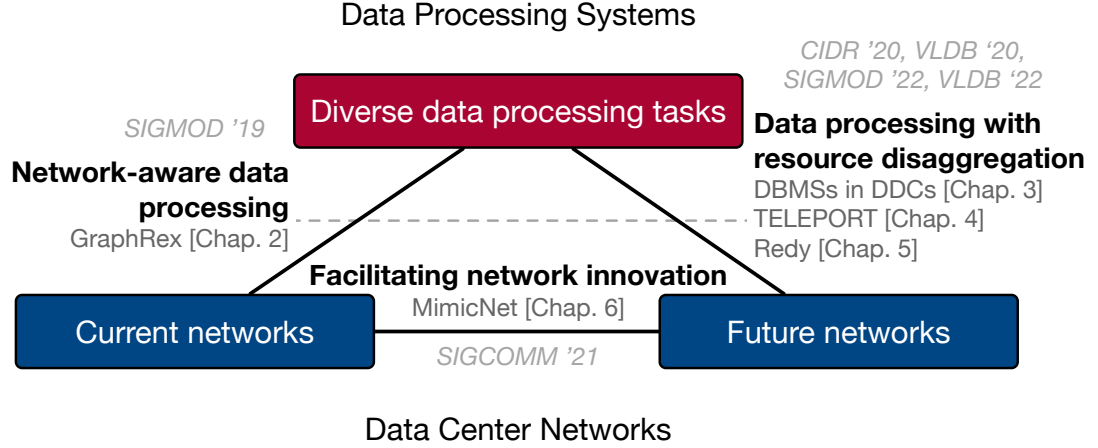 Data Processing Systems
CIDR '20, VLDB ‘20,
SIGMOD ’22, VLDB ‘22
Diverse data processing tasks
SIGMOD ’19
Network-aware data
processing
GraphRex [Chap. 2]
Data processing with
resource disaggregation
DBMSs in DDCs [Chap. 3]
TELEPORT [Chap. 4]
Redy [Chap. 5]
Facilitating network innovation
MimicNet [Chap. 6]
Current networks
Future networks
SIGCOMM ’21
Data Center Networks